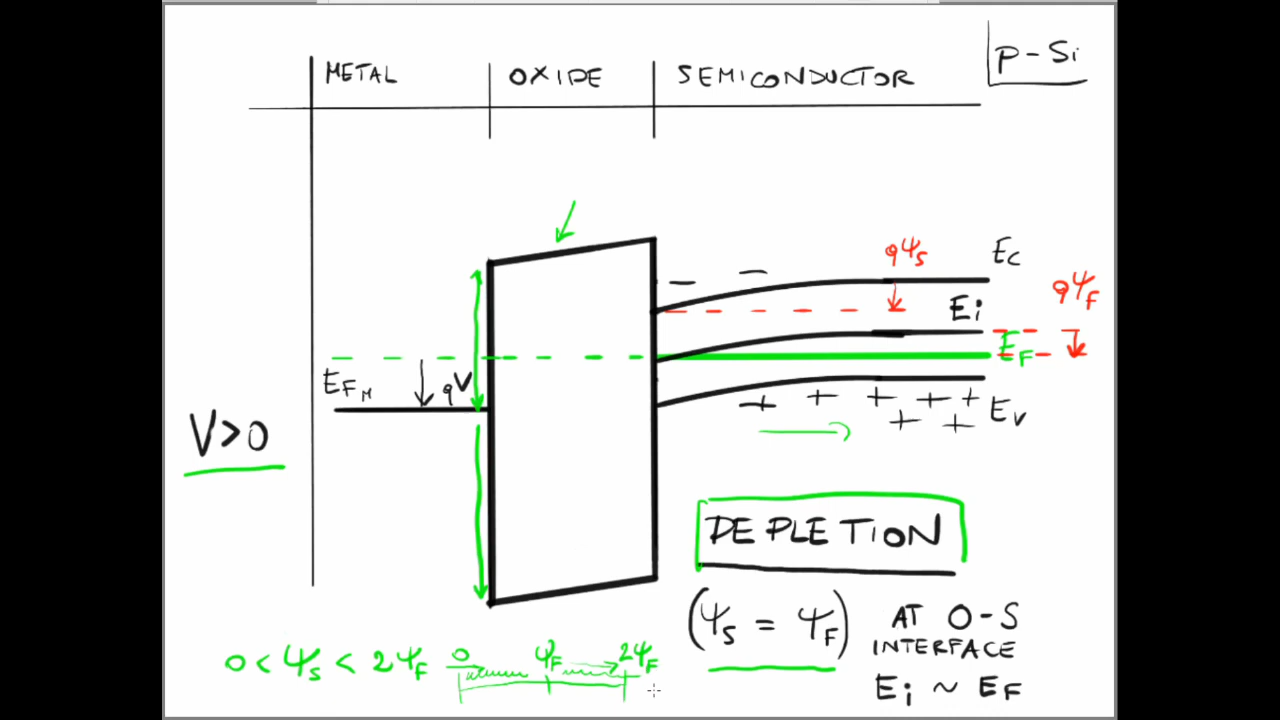 p - Si
METAL
OXIDE
SEMICONDUCTOR
qψS
EC
qψF
Ei
EF
EFM
qV
EV
V>0
DEPLETION
(ψS = ψF) AT O-S
INTERFACE
Ei ~ EF
0 < ψS < 2ψF
0 ψF 2ψF